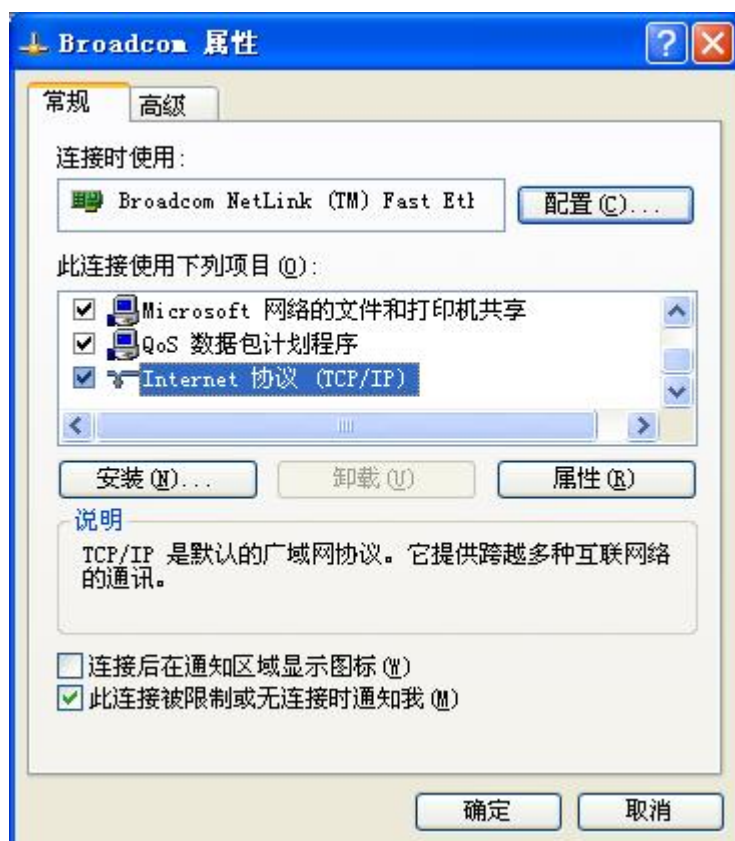 Broadcom 属性
常规
高级
连接时使用:
Broadcom NetLink (TM) Fast Etl
配置(C)...
此连接使用下列项目(O):
Microsoft 网络的文件和打印机共享
QoS 数据包计划程序
Internet 协议 (TCP/IP)
安装(N)...
卸载(U)
属性(R)
说明
TCP/IP 是默认的广域网协议。它提供跨越多种互联网络
的通讯。
连接后在通知区域显示图标(W)
此连接被限制或无连接时通知我(M)
确定
取消